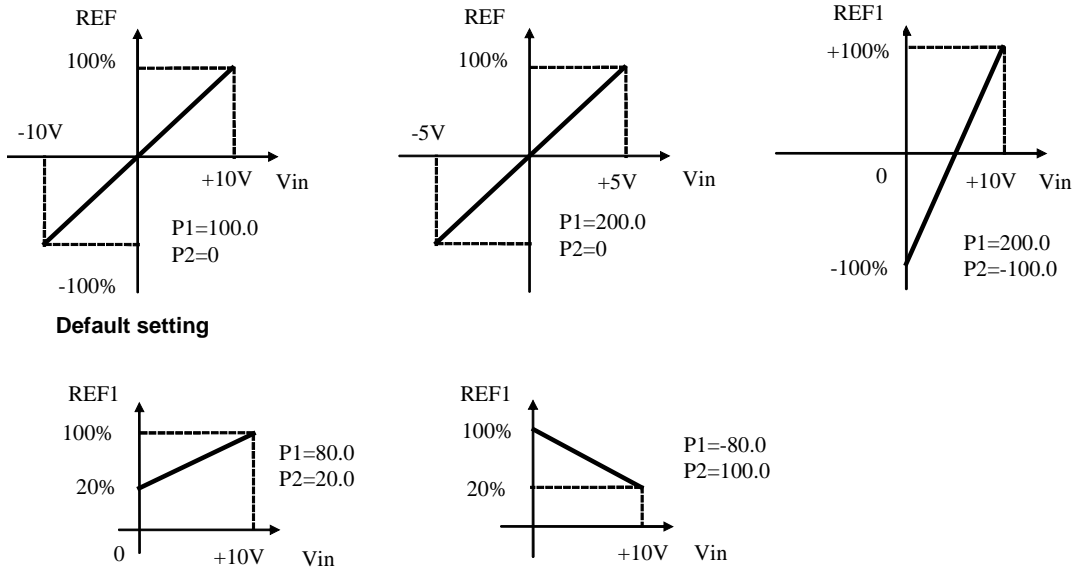 REF
100%
-10V
+10V Vin
P1=100.0
P2=0
-100%
Default setting
REF
100%
-5V
+5V Vin
P1=200.0
P2=0
REF1
+100%
0 +10V Vin
P1=200.0
P2=-100.0
-100%
REF1
100%
20%
P1=80.0
P2=20.0
0 +10V Vin
REF1
100%
20%
P1=-80.0
P2=100.0
+10V Vin